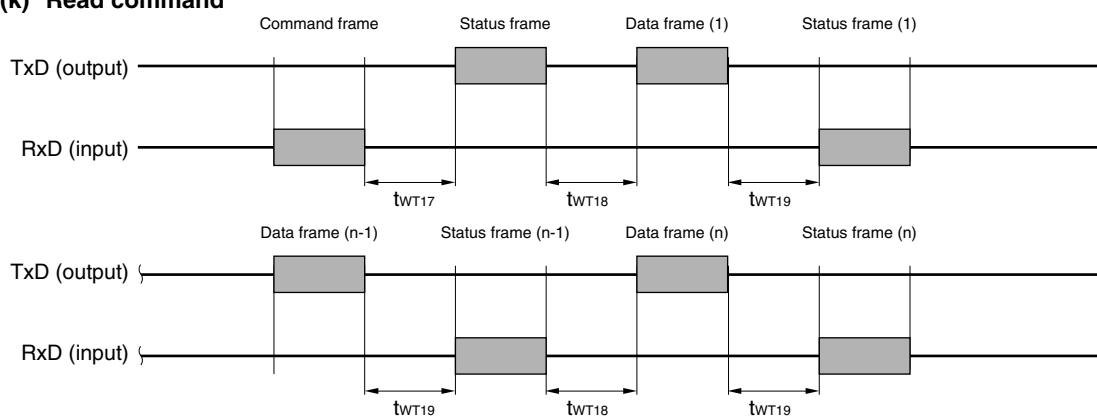 (k) Read command
Command frame Status frame Data frame (1) Status frame (1)
TxD (output)
RxD (input)
tWT17 tWT18 tWT19
Data frame (n-1) Status frame (n-1) Data frame (n) Status frame (n)
TxD (output)
RxD (input)
tWT19 tWT18 tWT19